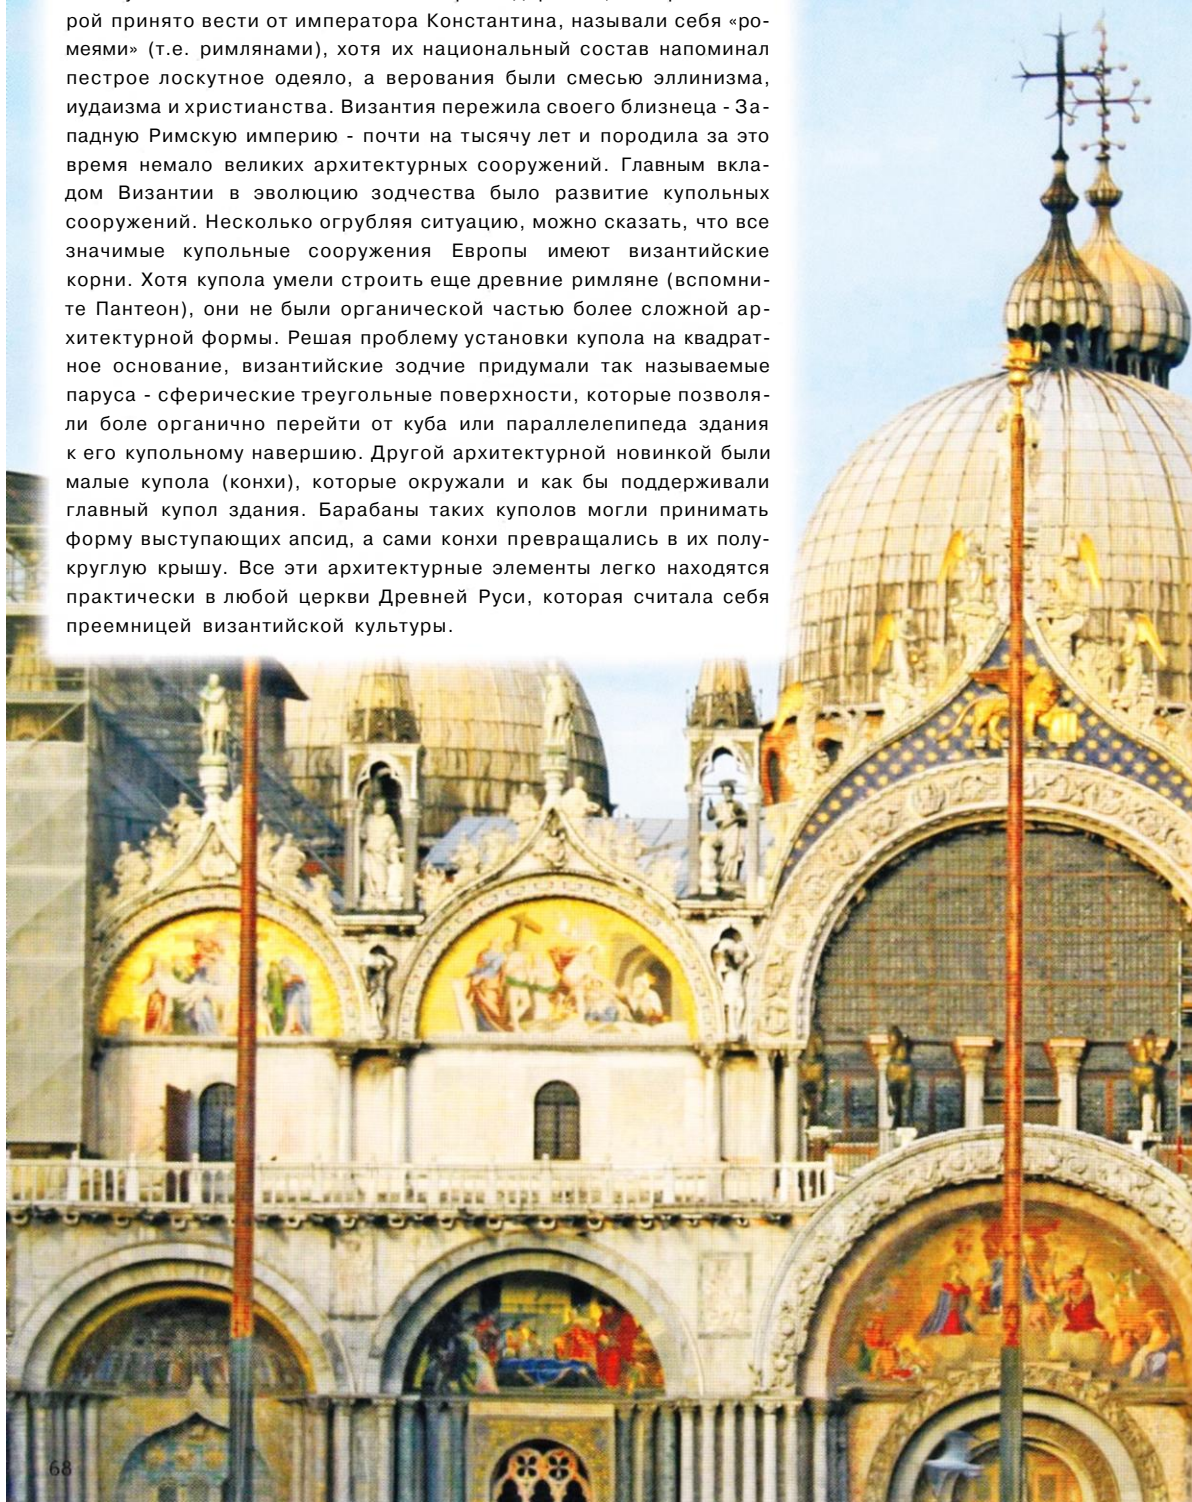 рой принято вести от императора Константина, называли себя «ро-
меями» (т.е. римлянами), хотя их национальный состав напоминал
пестрое лоскутное одеяло, а верования были смесью эллинизма,
иудаизма и христианства. Византия пережила своего близнеца - За-
падную Римскую империю - почти на тысячу лет и породила за это
время немало великих архитектурных сооружений. Главным вкла-
дом Византии в эволюцию зодчества было развитие купольных
сооружений. Несколько огрубляя ситуацию, можно сказать, что все
значимые купольные сооружения Европы имеют византийские
корни. Хотя купола умели строить еще древние римляне (вспомни-
те Пантеон), они не были органической частью более сложной ар-
хитектурной формы. Решая проблему установки купола на квадрат-
ное основание, византийские зодчие придумали так называемые
паруса - сферические треугольные поверхности, которые позволя-
ли боле органично перейти от куба или параллелепипеда здания
к его купольному навершию. Другой архитектурной новинкой были
малые купола (конхи), которые окружали и как бы поддерживали
главный купол здания. Барабаны таких куполов могли принимать
форму выступающих апсид, а сами конхи превращались в их полу-
круглую крышу. Все эти архитектурные элементы легко находятся
практически в любой церкви Древней Руси, которая считала себя
преемницей византийской культуры.
68